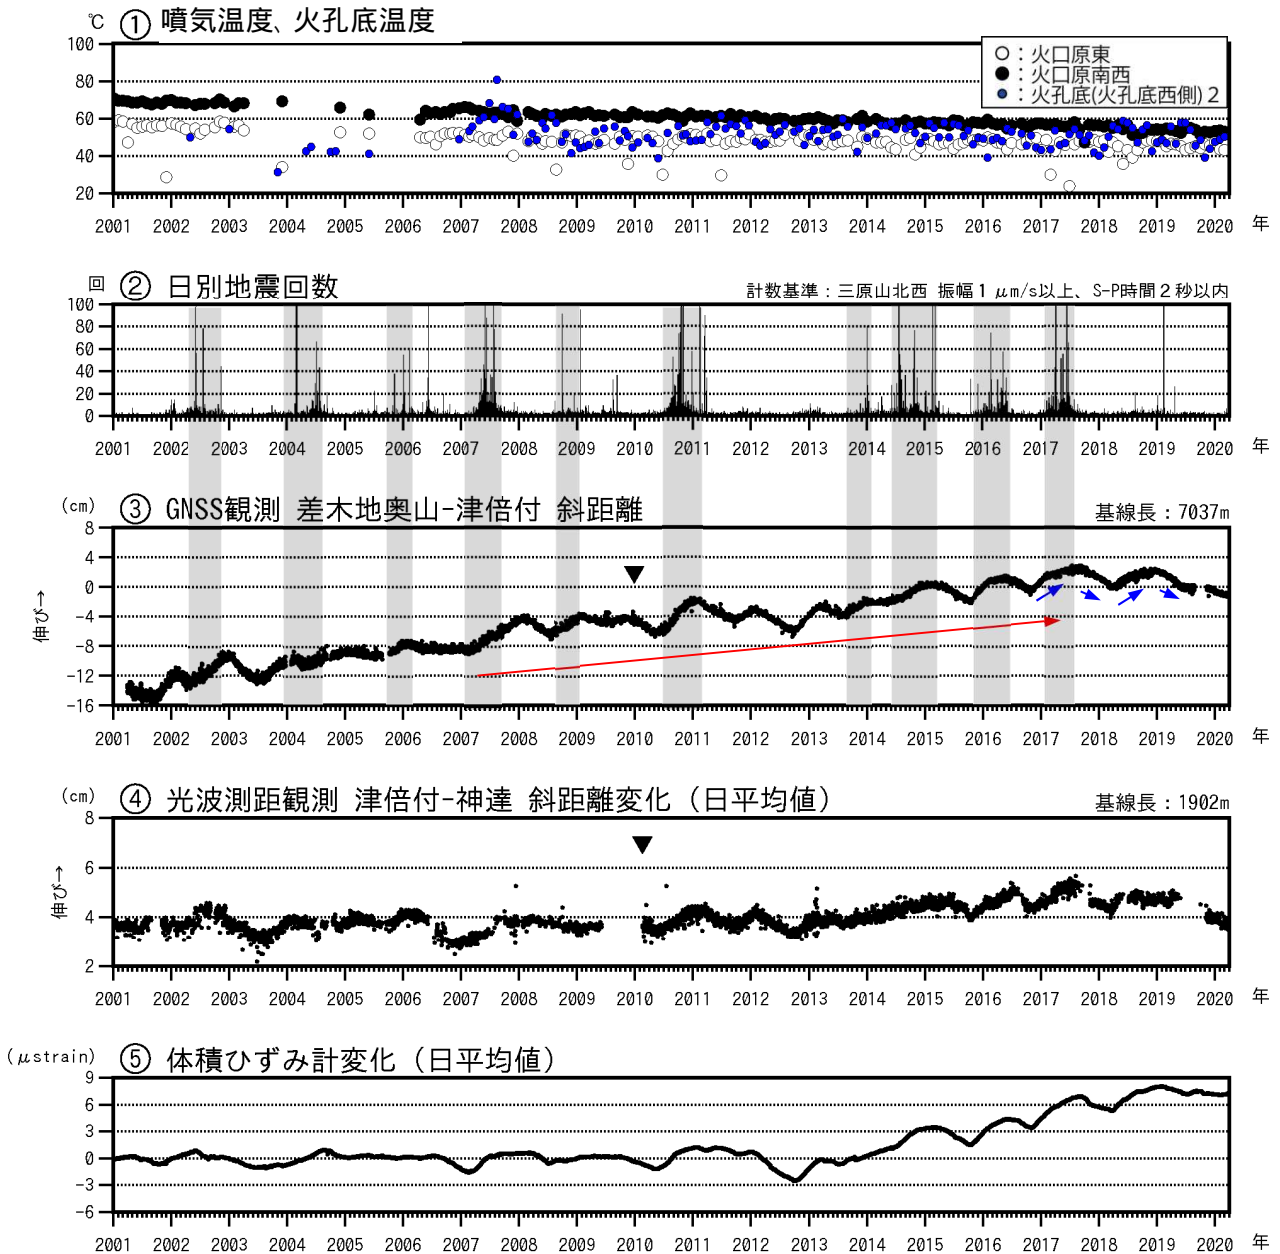 ℃ ① 噴気温度、火孔底温度
○：火口原東
●：火口原南西
●：火孔底(火孔底西側)２
100
80
60
40
20
2001 2002 2003 2004 2005 2006 2007 2008 2009 2010 2011 2012 2013 2014 2015 2016 2017 2018 2019 2020 年
回 ② 日別地震回数 計数基準：三原山北西 振幅１μm/s以上、S-P時間２秒以内
100
80
60
40
20
0
2001 2002 2003 2004 2005 2006 2007 2008 2009 2010 2011 2012 2013 2014 2015 2016 2017 2018 2019 2020 年
(cm) ③ GNSS観測 差木地奥山-津倍付 斜距離 基線長：7037m
8
4
0
-4
-8
-12
-16
伸び→
2001 2002 2003 2004 2005 2006 2007 2008 2009 2010 2011 2012 2013 2014 2015 2016 2017 2018 2019 2020 年
(cm) ④ 光波測距観測 津倍付-神達 斜距離変化（日平均値） 基線長：1902m
8
6
4
2
伸び→
2001 2002 2003 2004 2005 2006 2007 2008 2009 2010 2011 2012 2013 2014 2015 2016 2017 2018 2019 2020 年
(μstrain) ⑤ 体積ひずみ計変化（日平均値）
9
6
3
0
-3
-6
2001 2002 2003 2004 2005 2006 2007 2008 2009 2010 2011 2012 2013 2014 2015 2016 2017 2018 2019 2020 年